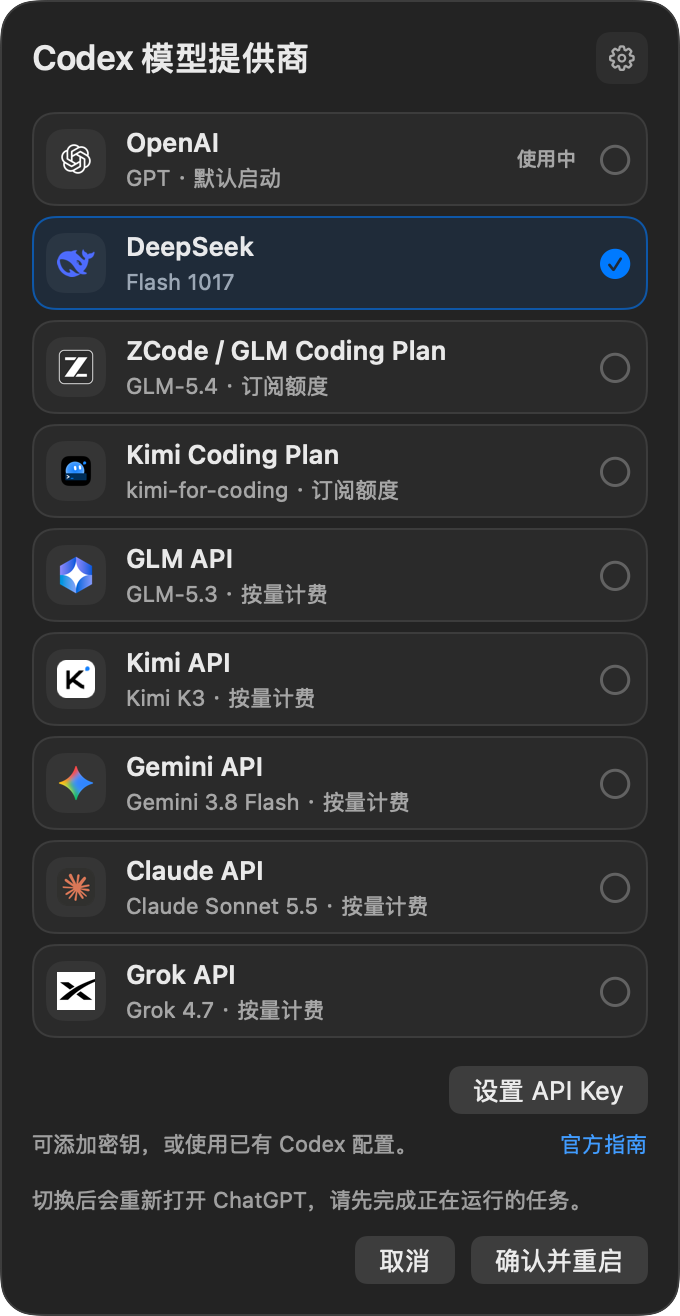 Codex 模型提供商
OpenAI
GPT · 默认启动
使用中
DeepSeek
Flash 1017
ZCode / GLM Coding Plan
GLM-5.4 · 订阅额度
Kimi Coding Plan
kimi-for-coding · 订阅额度
GLM API
GLM-5.3 · 按量计费
Kimi API
Kimi K3 · 按量计费
Gemini API
Gemini 3.8 Flash · 按量计费
Claude API
Claude Sonnet 5.5 · 按量计费
Grok API
Grok 4.7 · 按量计费
设置 API Key
可添加密钥，或使用已有 Codex 配置。
官方指南
切换后会重新打开 ChatGPT，请先完成正在运行的任务。
取消
确认并重启